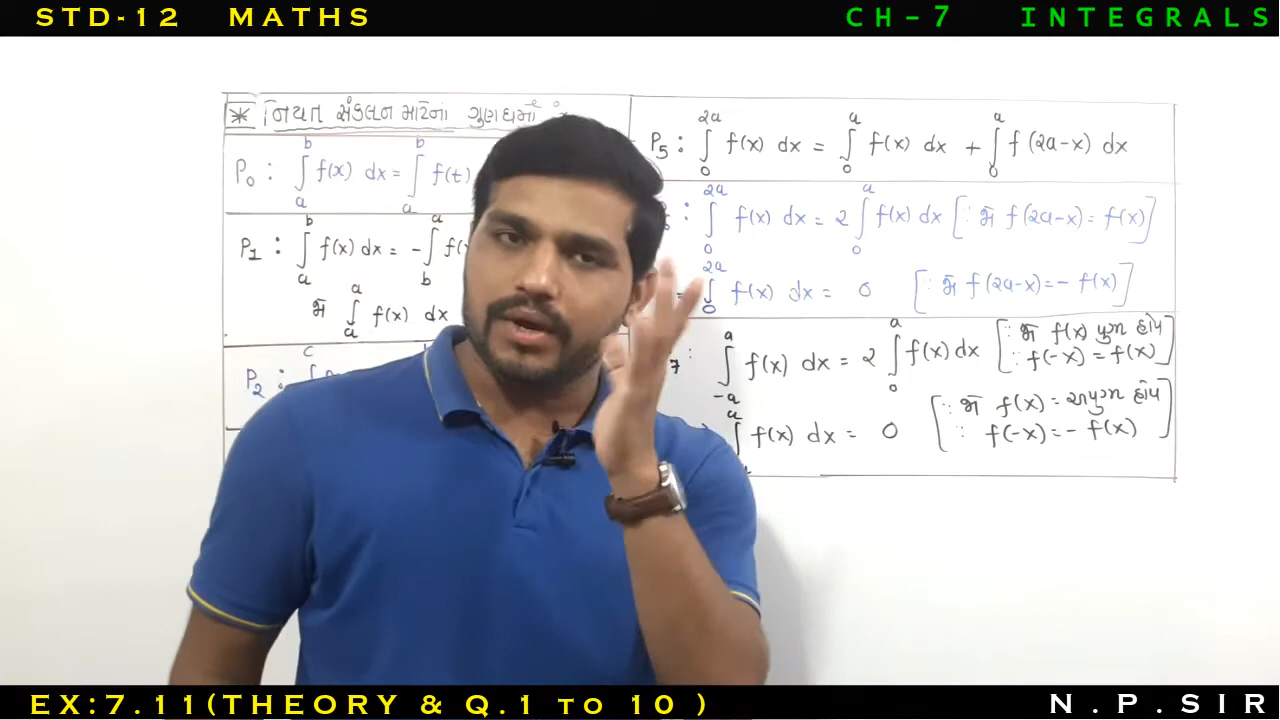 STD-12 MATHS
CH-7 INTEGRALS
* નિયત સંકલન માટેનાં ગુણધર્મો
P₀ : ∫ₐᵇ f(x) dx = ∫ₐᵇ f(t)
P₁ : ∫ₐᵇ f(x) dx = - ∫_b^a f(
જો ∫ₐᵃ f(x) dx
P₂ :
P₅ : ∫₀²ᵃ f(x) dx = ∫₀ᵃ f(x) dx + ∫₀ᵃ f(2a-x) dx
: ∫₀²ᵃ f(x) dx = 2 ∫₀ᵃ f(x) dx [∵ જો f(2a-x) = f(x)]
= ∫₀²ᵃ f(x) dx = 0 [∵ જો f(2a-x) = - f(x)]
7 : ∫₋ₐᵃ f(x) dx = 2 ∫₀ᵃ f(x) dx [∵ જો f(x) યુગ્મ હોય
∵ f(-x) = f(x)]
∫ᵃ f(x) dx = 0 [∵ જો f(x) = અયુગ્મ હોય
∵ f(-x) = - f(x)]
EX:7.11(THEORY & Q.1 TO 10 )
N.P.SIR